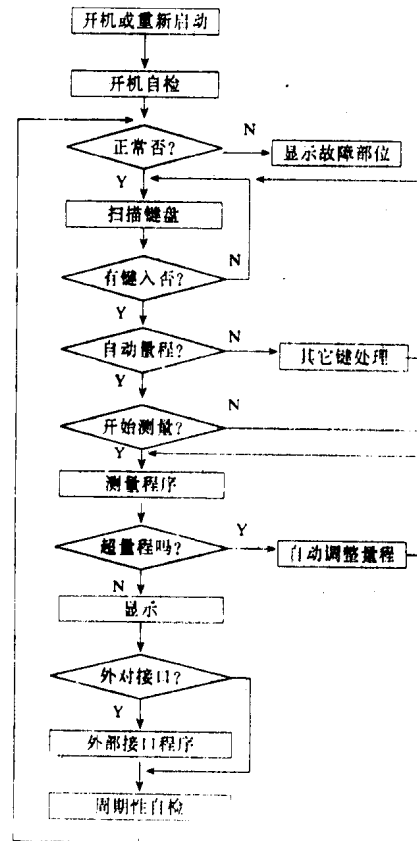 开机或重新启动
开机自检
正常否?
N
显示故障部位
Y
扫描键盘
有键入否?
N
Y
自动量程?
N
其它键处理
Y
开始测量?
N
Y
测量程序
超量程吗?
Y
自动调整量程
N
显示
外对接口?
Y
外部接口程序
周期性自检